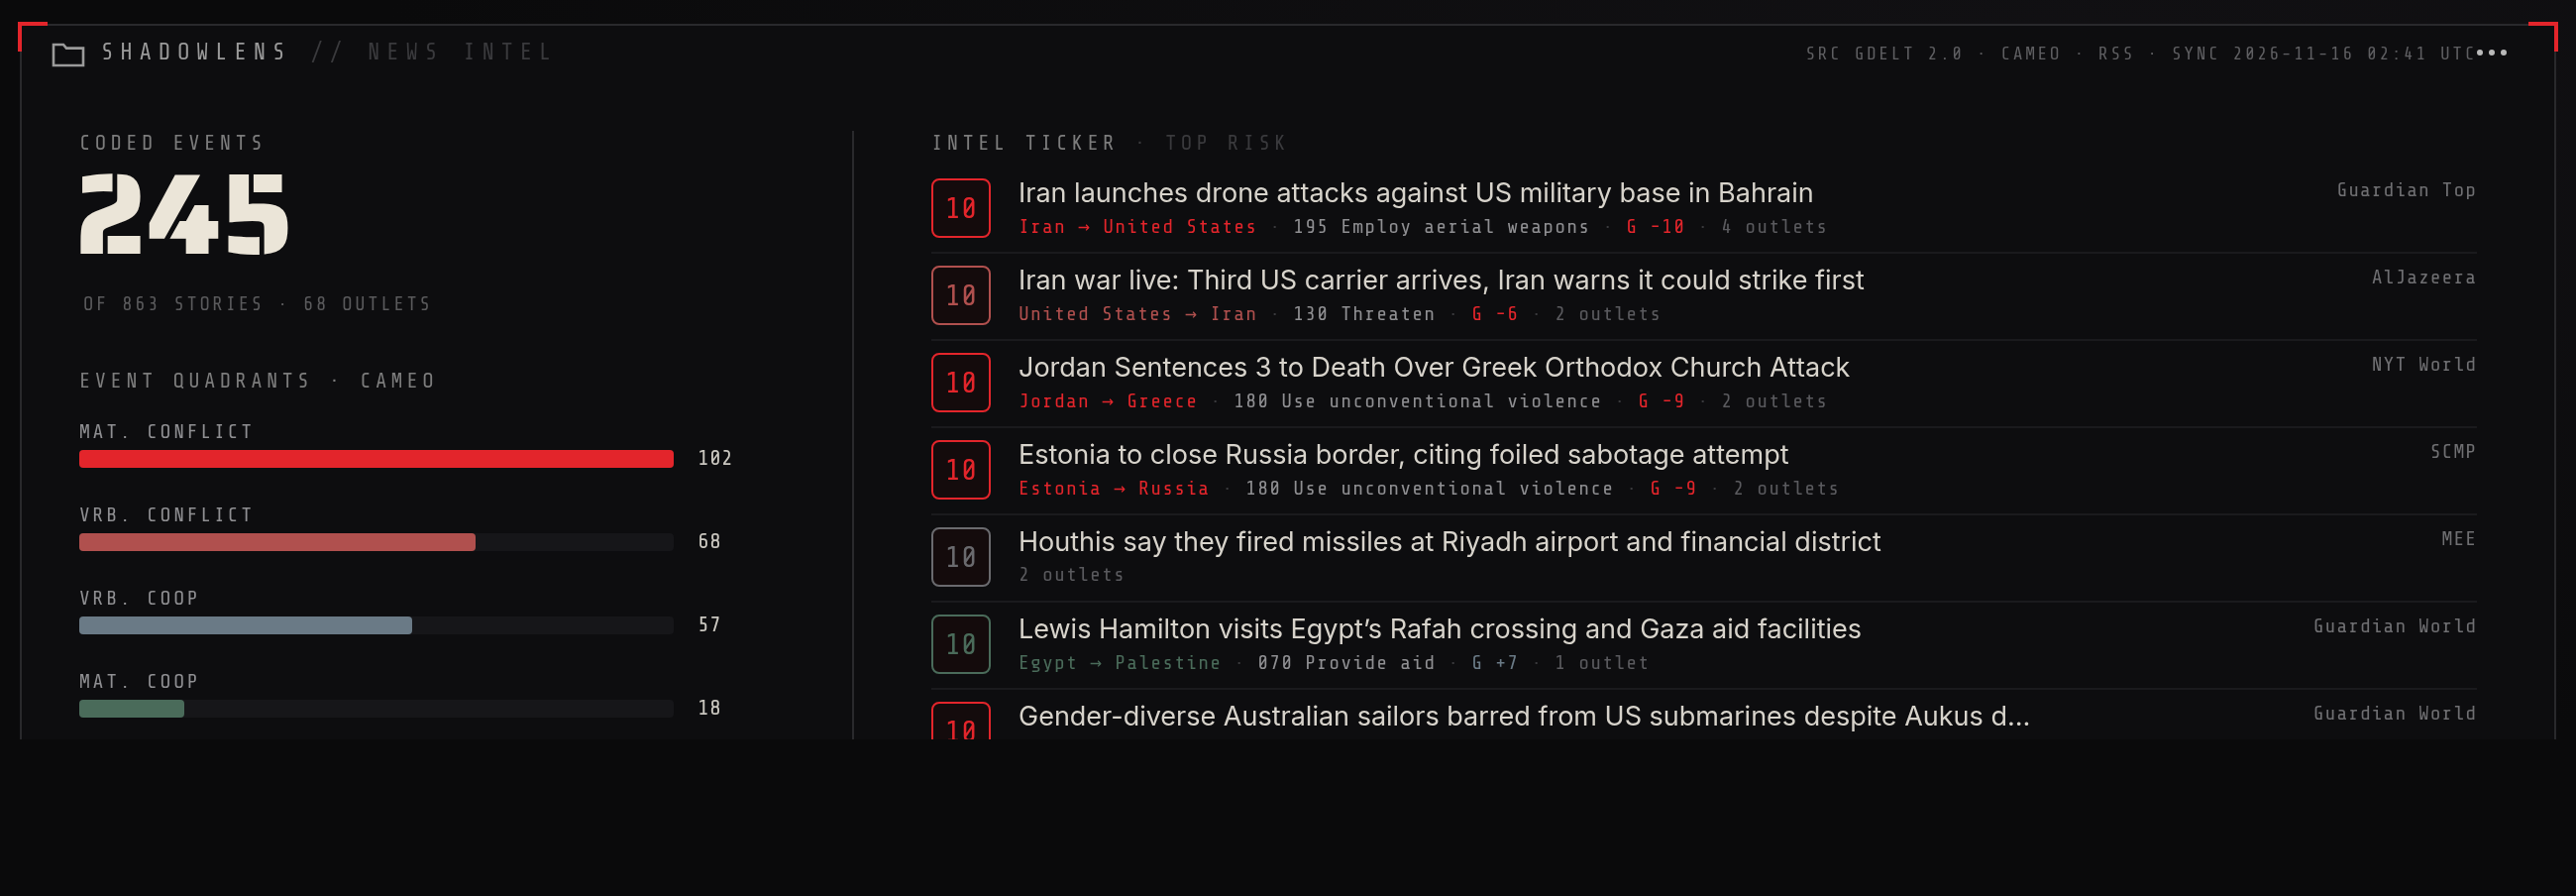 SHADOWLENS // NEWS INTEL
SRC GDELT 2.0 · CAMEO · RSS · SYNC 2026-11-16 02:41 UTC
CODED EVENTS
245
OF 863 STORIES · 68 OUTLETS
EVENT QUADRANTS · CAMEO
MAT. CONFLICT
102
VRB. CONFLICT
68
VRB. COOP
57
MAT. COOP
18
INTEL TICKER · TOP RISK
10
Iran launches drone attacks against US military base in Bahrain
Guardian Top
Iran → United States · 195 Employ aerial weapons · G -10 · 4 outlets
10
Iran war live: Third US carrier arrives, Iran warns it could strike first
AlJazeera
United States → Iran · 130 Threaten · G -6 · 2 outlets
10
Jordan Sentences 3 to Death Over Greek Orthodox Church Attack
NYT World
Jordan → Greece · 180 Use unconventional violence · G -9 · 2 outlets
10
Estonia to close Russia border, citing foiled sabotage attempt
SCMP
Estonia → Russia · 180 Use unconventional violence · G -9 · 2 outlets
10
Houthis say they fired missiles at Riyadh airport and financial district
MEE
2 outlets
10
Lewis Hamilton visits Egypt’s Rafah crossing and Gaza aid facilities
Guardian World
Egypt → Palestine · 070 Provide aid · G +7 · 1 outlet
10
Gender-diverse Australian sailors barred from US submarines despite Aukus d...
Guardian World